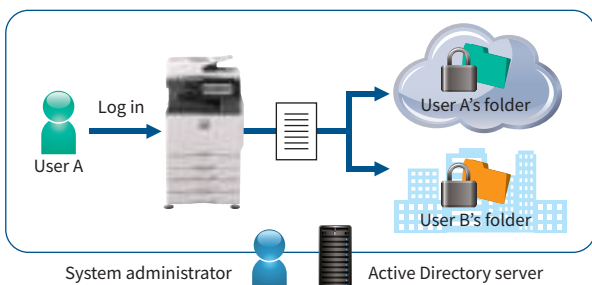 Log in
User A
User A's folder
User B's folder
System administrator
Active Directory server